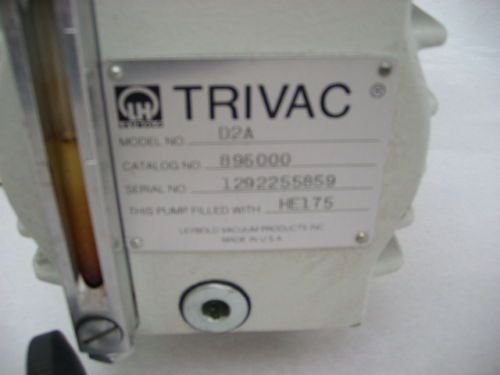 TRIVAC ®
MODEL NO. D2A
CATALOG NO. 896000
SERIAL NO. 1292255859
THIS PUMP FILLED WITH HE175
LEYBOLD VACUUM PRODUCTS INC.
MADE IN U.S.A.